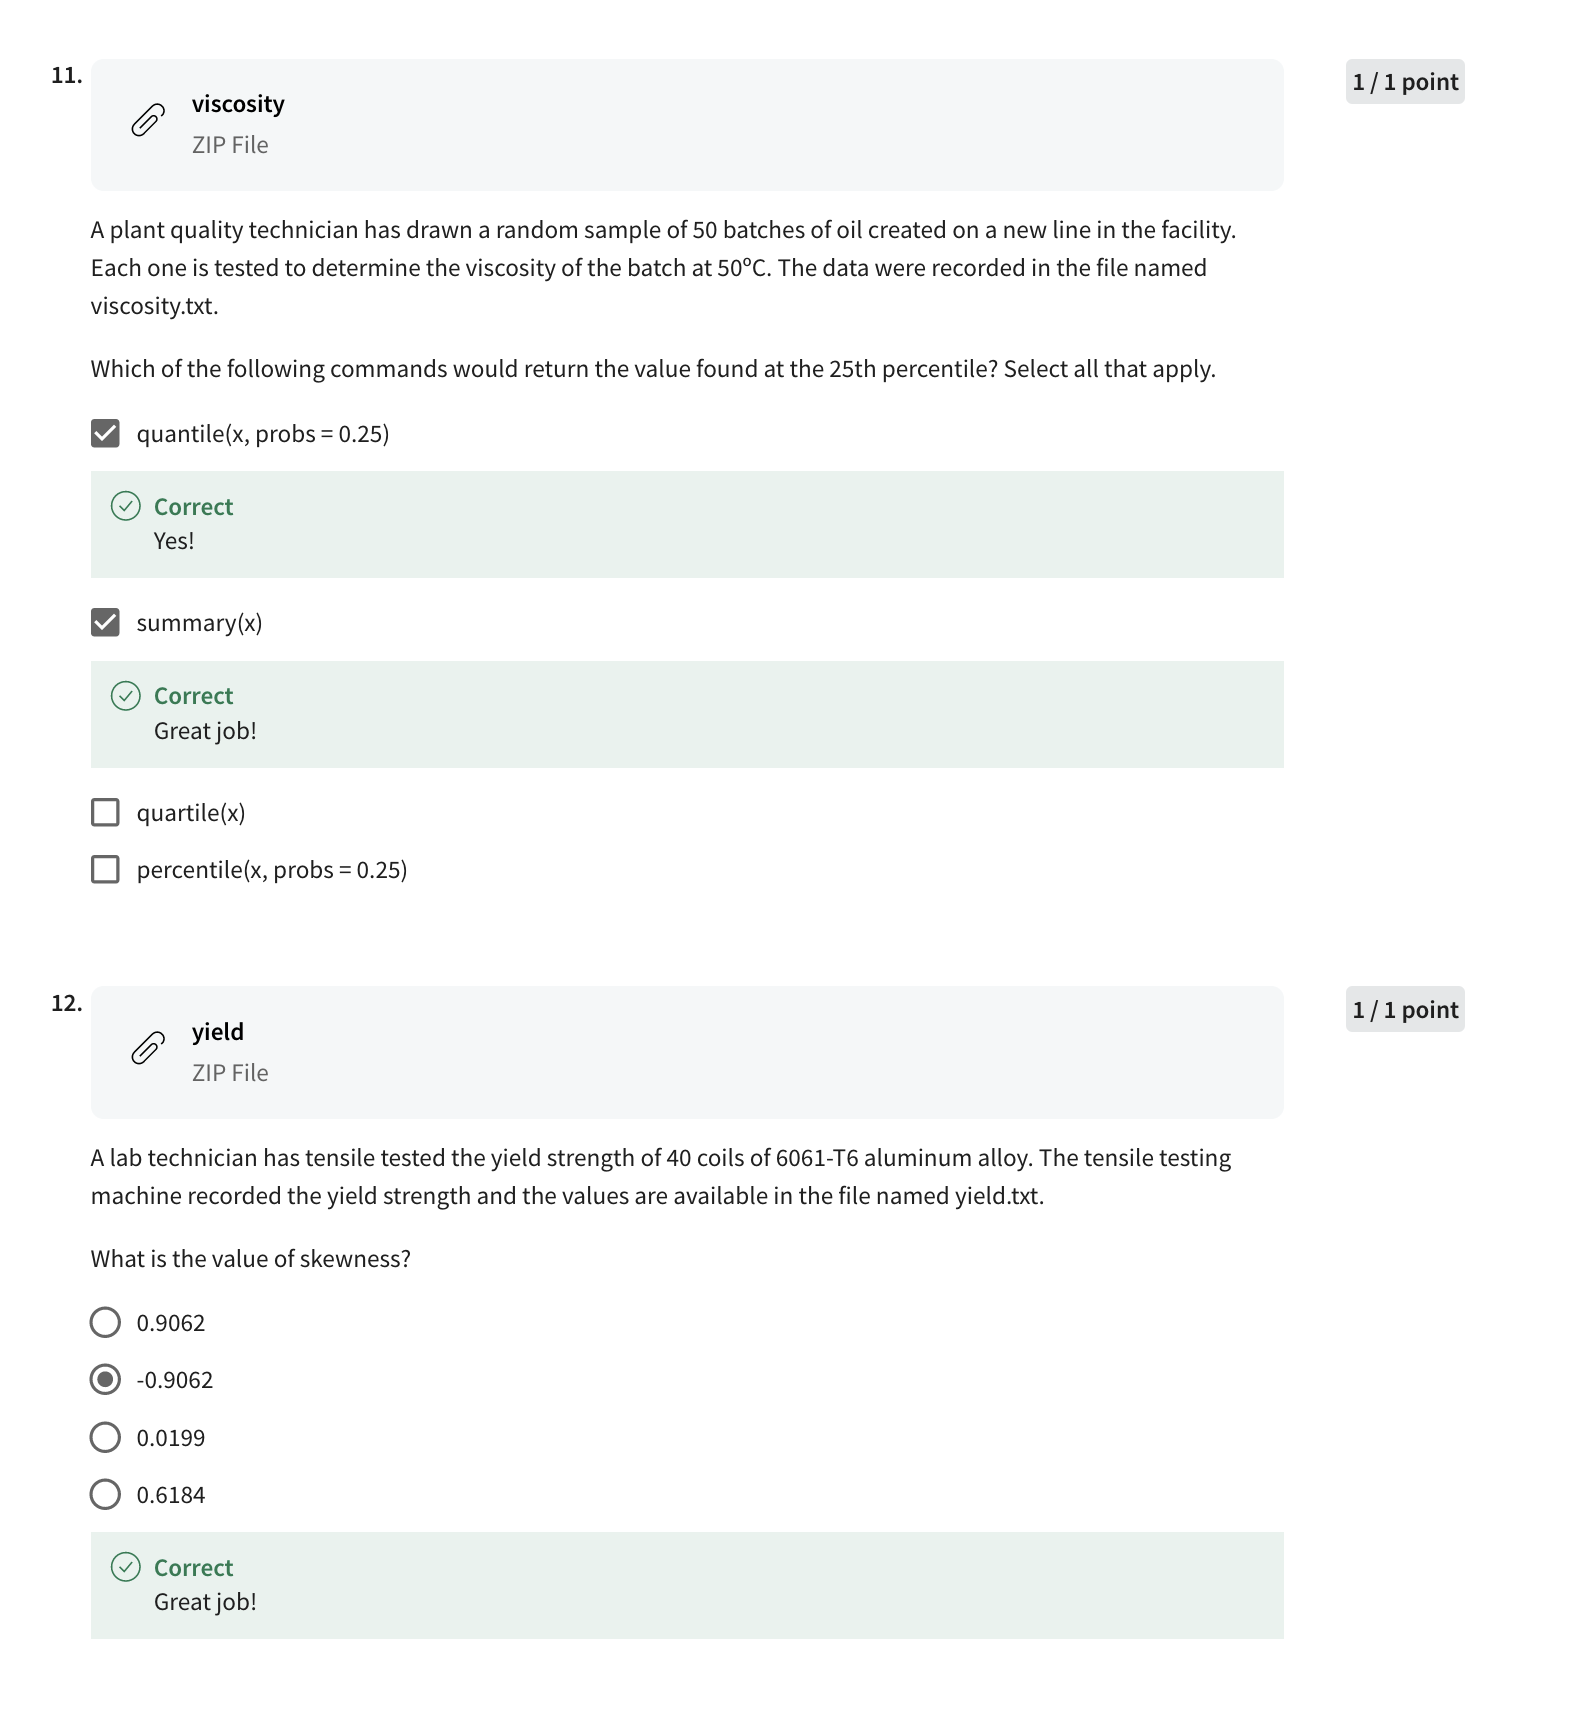 11.
viscosity
ZIP File
1 / 1 point
A plant quality technician has drawn a random sample of 50 batches of oil created on a new line in the facility.
Each one is tested to determine the viscosity of the batch at 50ºC. The data were recorded in the file named
viscosity.txt.
Which of the following commands would return the value found at the 25th percentile? Select all that apply.
quantile(x, probs = 0.25)
Correct
Yes!
summary(x)
Correct
Great job!
quartile(x)
percentile(x, probs = 0.25)
12.
yield
ZIP File
1 / 1 point
A lab technician has tensile tested the yield strength of 40 coils of 6061-T6 aluminum alloy. The tensile testing
machine recorded the yield strength and the values are available in the file named yield.txt.
What is the value of skewness?
0.9062
-0.9062
0.0199
0.6184
Correct
Great job!